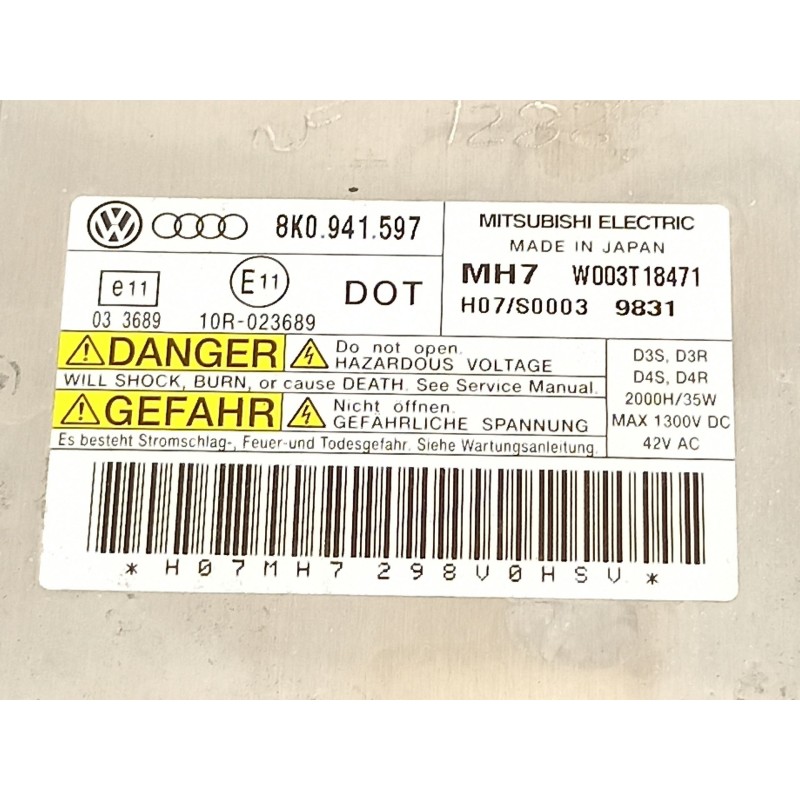 8K0.941.597
MITSUBISHI ELECTRIC
MADE IN JAPAN
MH7 W003T18471
H07/S0003 9831
e11
E11
DOT
03 3689
10R-023689
DANGER
Do not open.
HAZARDOUS VOLTAGE
WILL SHOCK, BURN, or cause DEATH. See Service Manual.
GEFAHR
Nicht öffnen.
GEFÄHRLICHE SPANNUNG
Es besteht Stromschlag-, Feuer-und Todesgefahr. Siehe Wartungsanleitung.
D3S, D3R
D4S, D4R
2000H/35W
MAX 1300V DC
42V AC
*H07MH7298V0HSV*